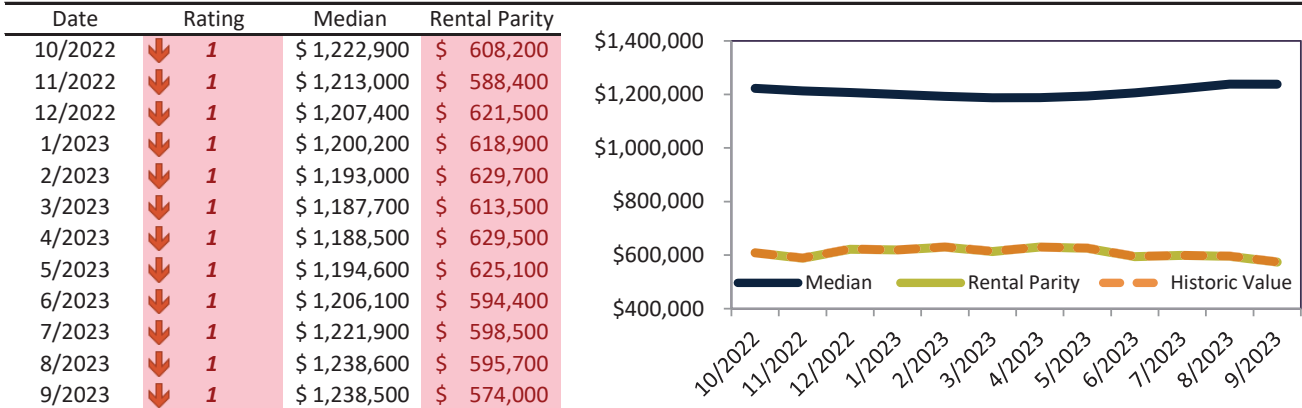 Date Rating Median Rental Parity
10/2022 1 $ 1,222,900 $ 608,200
11/2022 1 $ 1,213,000 $ 588,400
12/2022 1 $ 1,207,400 $ 621,500
1/2023 1 $ 1,200,200 $ 618,900
2/2023 1 $ 1,193,000 $ 629,700
3/2023 1 $ 1,187,700 $ 613,500
4/2023 1 $ 1,188,500 $ 629,500
5/2023 1 $ 1,194,600 $ 625,100
6/2023 1 $ 1,206,100 $ 594,400
7/2023 1 $ 1,221,900 $ 598,500
8/2023 1 $ 1,238,600 $ 595,700
9/2023 1 $ 1,238,500 $ 574,000
$1,400,000
$1,200,000
$1,000,000
$800,000
$600,000
$400,000
Median Rental Parity Historic Value
10/2022 11/2022 12/2022 1/2023 2/2023 3/2023 4/2023 5/2023 6/2023 7/2023 8/2023 9/2023